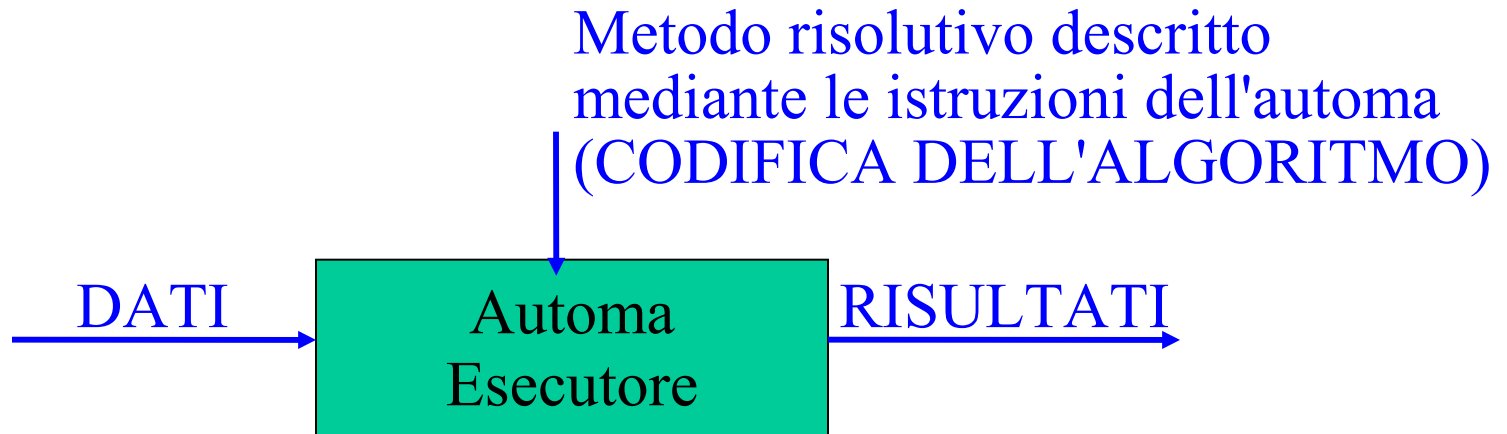 Metodo risolutivo descritto
mediante le istruzioni dell'automa
(CODIFICA DELL'ALGORITMO)
DATI
Automa
Esecutore
RISULTATI